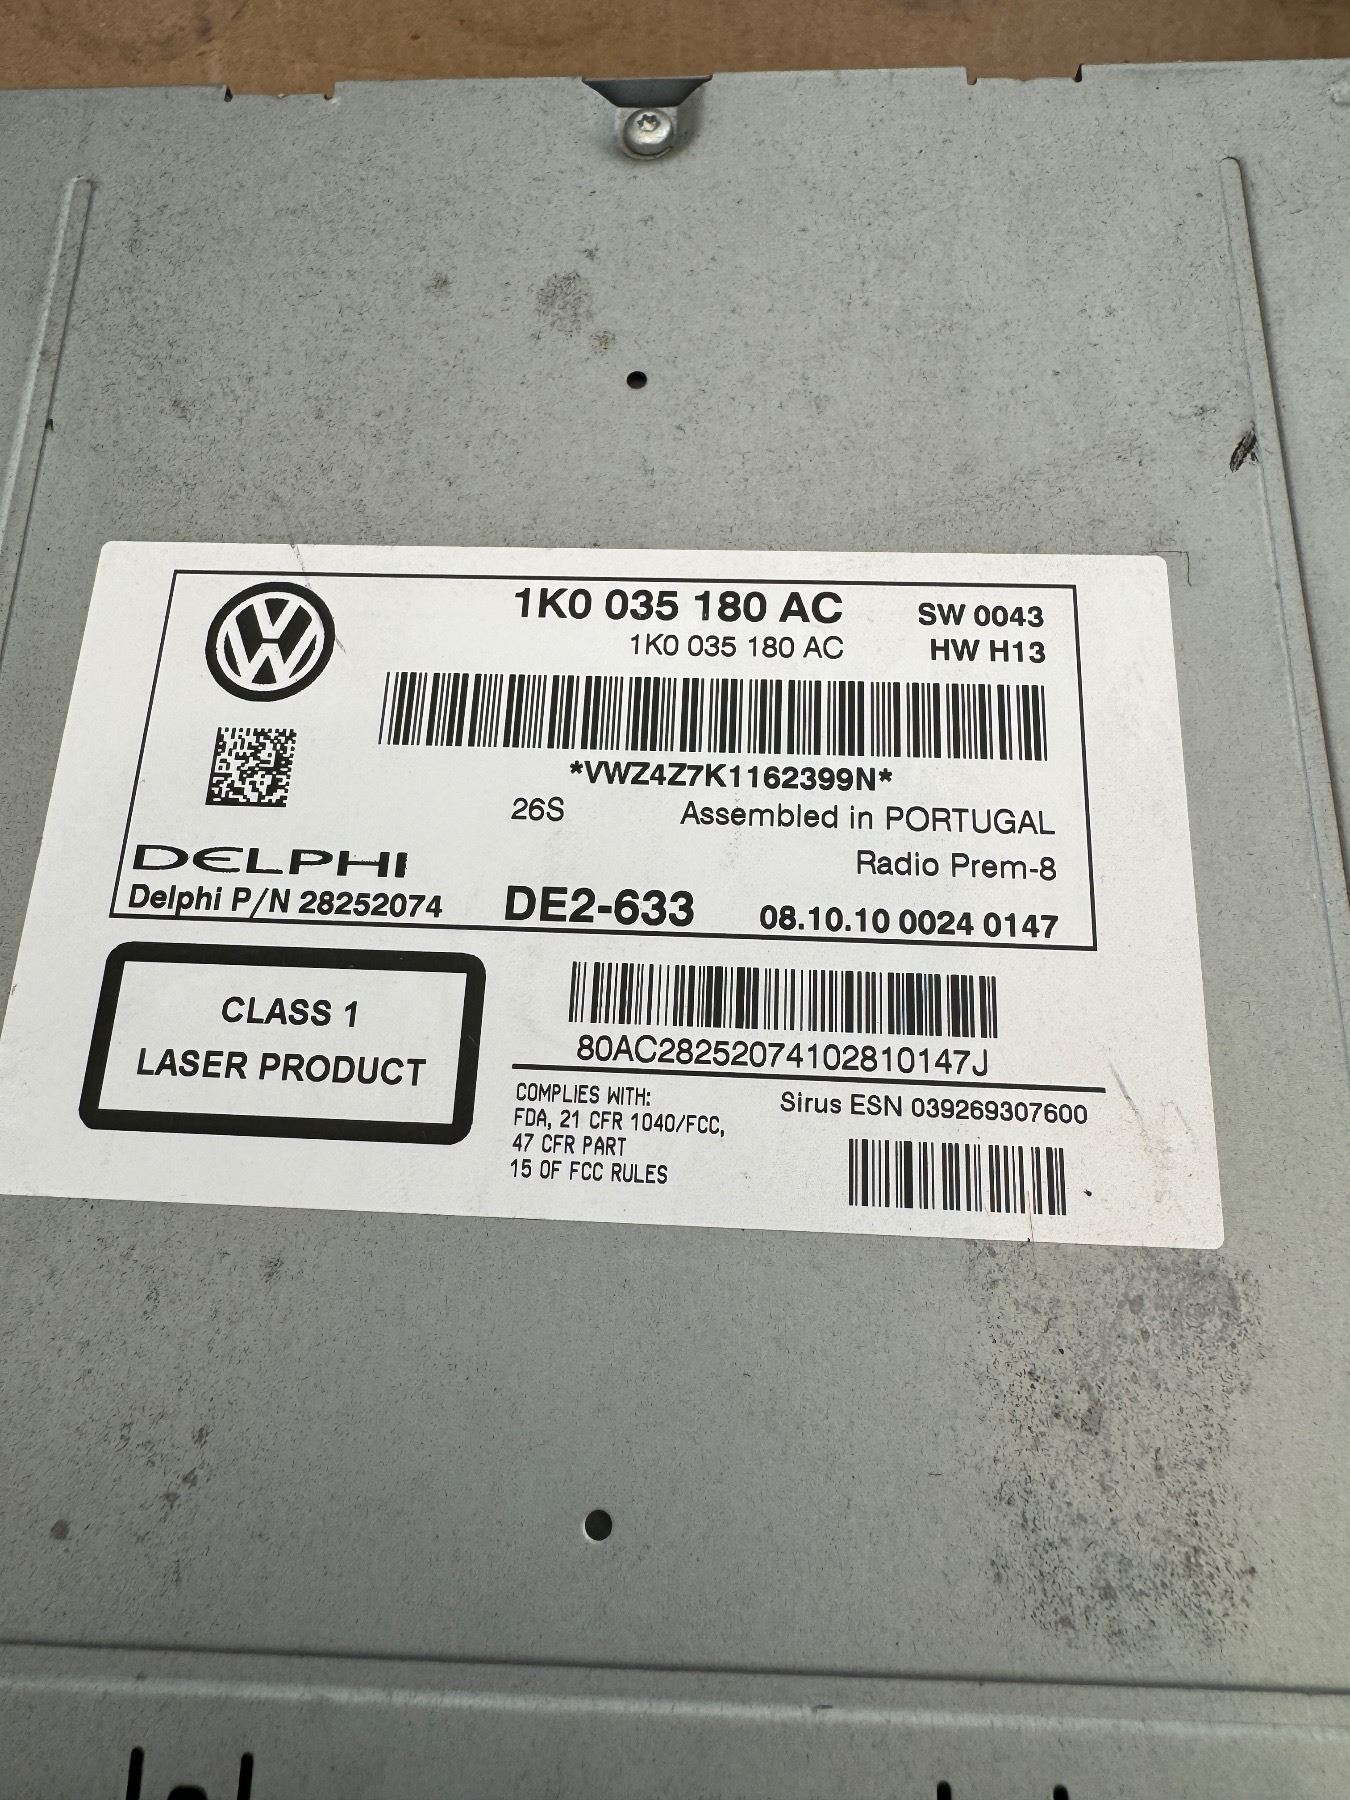 1K0 035 180 AC SW 0043
1K0 035 180 AC HW H13
*VWZ4Z7K1162399N*
26S Assembled in PORTUGAL
DELPHI Radio Prem-8
Delphi P/N 28252074 DE2-633 08.10.10 0024 0147
CLASS 1
LASER PRODUCT
80AC28252074102810147J
COMPLIES WITH:
FDA, 21 CFR 1040/FCC,
47 CFR PART
15 OF FCC RULES
Sirus ESN 039269307600